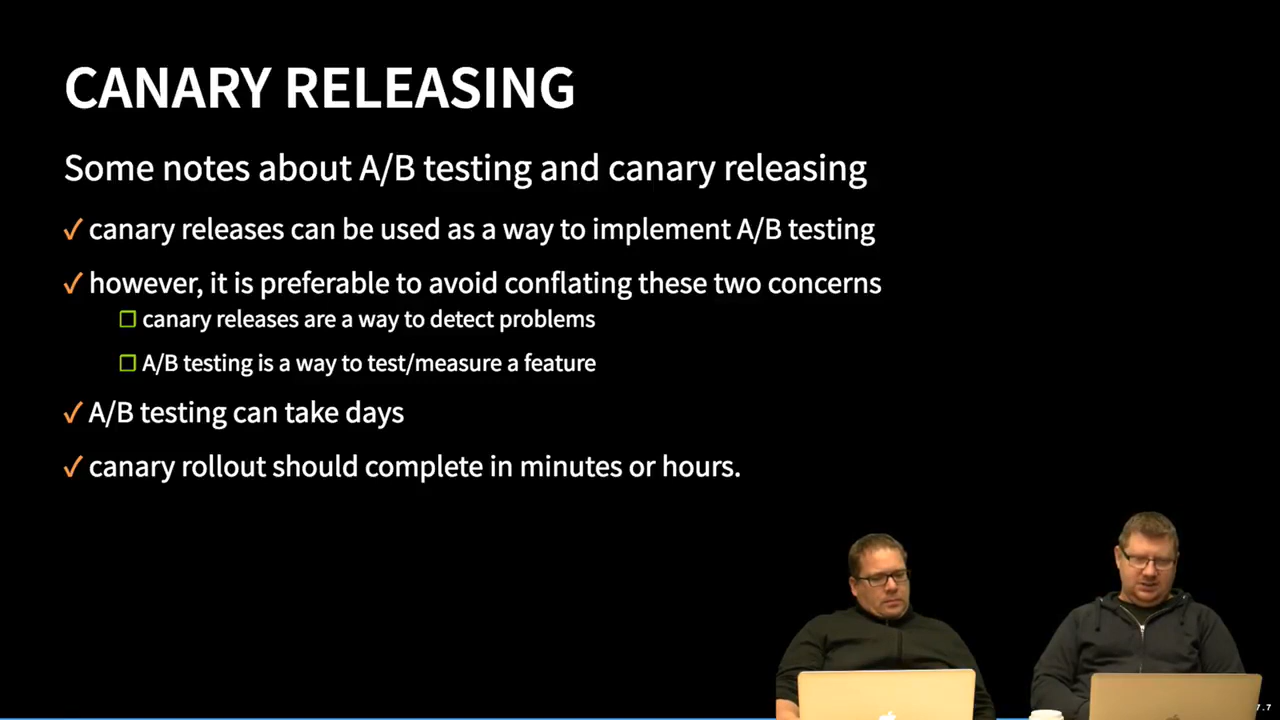 CANARY RELEASING
Some notes about A/B testing and canary releasing
✓ canary releases can be used as a way to implement A/B testing
✓ however, it is preferable to avoid conflating these two concerns
☐ canary releases are a way to detect problems
☐ A/B testing is a way to test/measure a feature
✓ A/B testing can take days
✓ canary rollout should complete in minutes or hours.
7.7